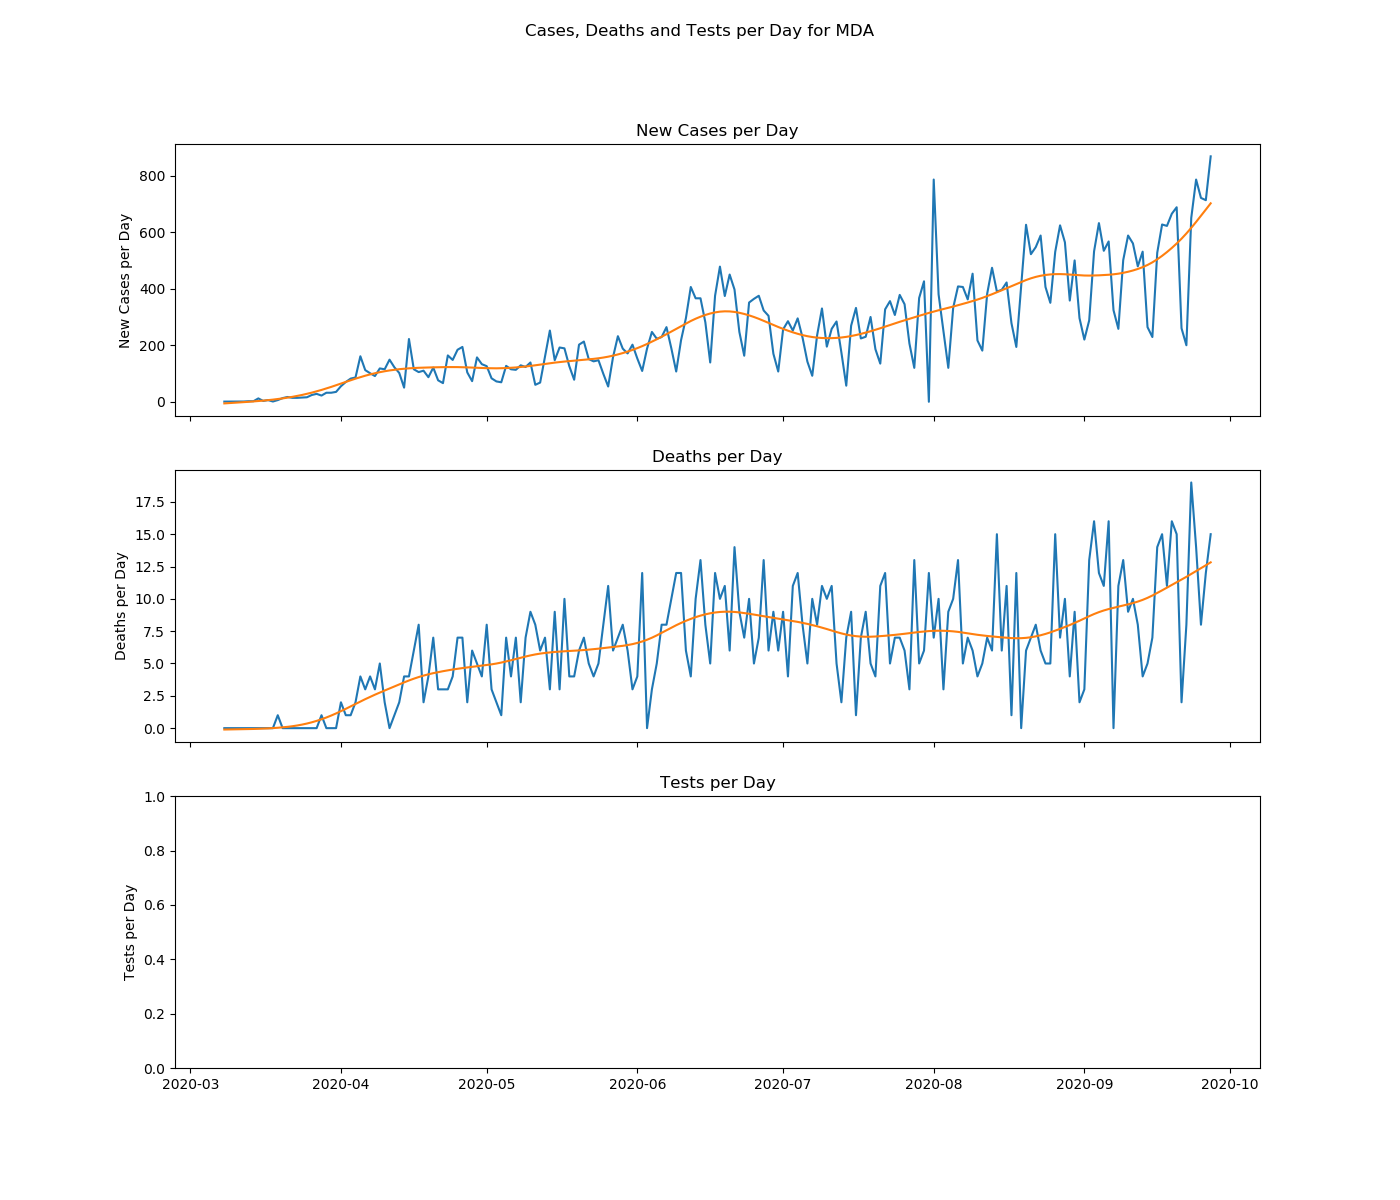 Cases, Deaths and Tests per Day for MDA
New Cases per Day
New Cases per Day
800
600
400
200
0
Deaths per Day
Deaths per Day
17.5
15.0
12.5
10.0
7.5
5.0
2.5
0.0
Tests per Day
Tests per Day
1.0
0.8
0.6
0.4
0.2
0.0
2020-03 2020-04 2020-05 2020-06 2020-07 2020-08 2020-09 2020-10